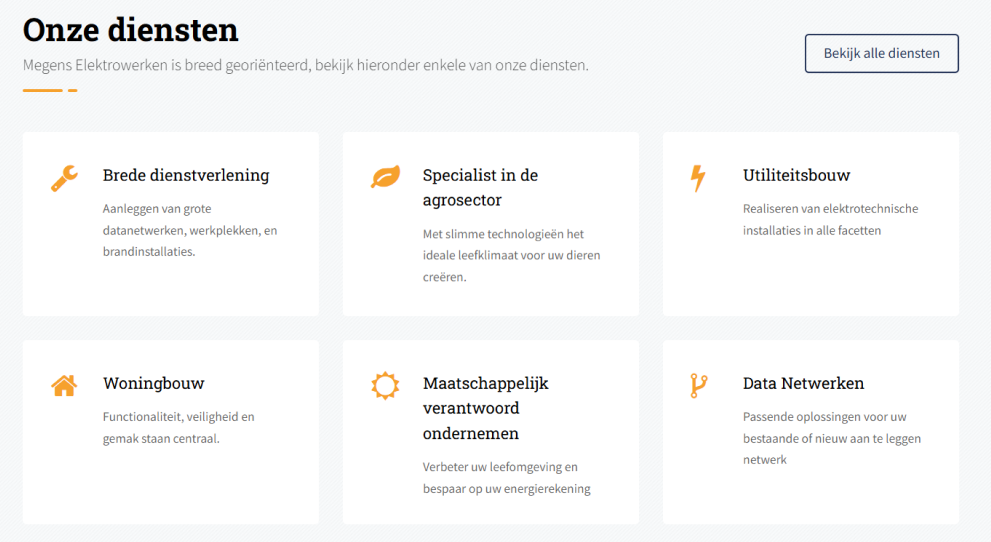 Onze diensten
Megens Elektrowerken is breed georiënteerd, bekijk hieronder enkele van onze diensten.
Bekijk alle diensten
Brede dienstverlening
Aanleggen van grote
datanetwerken, werkplekken, en
brandinstallaties.
Specialist in de
agrosector
Met slimme technologieën het
ideale leefklimaat voor uw dieren
creëren.
Utiliteitsbouw
Realiseren van elektrotechnische
installaties in alle facetten
Woningbouw
Functionaliteit, veiligheid en
gemak staan centraal.
Maatschappelijk
verantwoord
ondernemen
Verbeter uw leefomgeving en
bespaar op uw energierekening
Data Netwerken
Passende oplossingen voor uw
bestaande of nieuw aan te leggen
netwerk